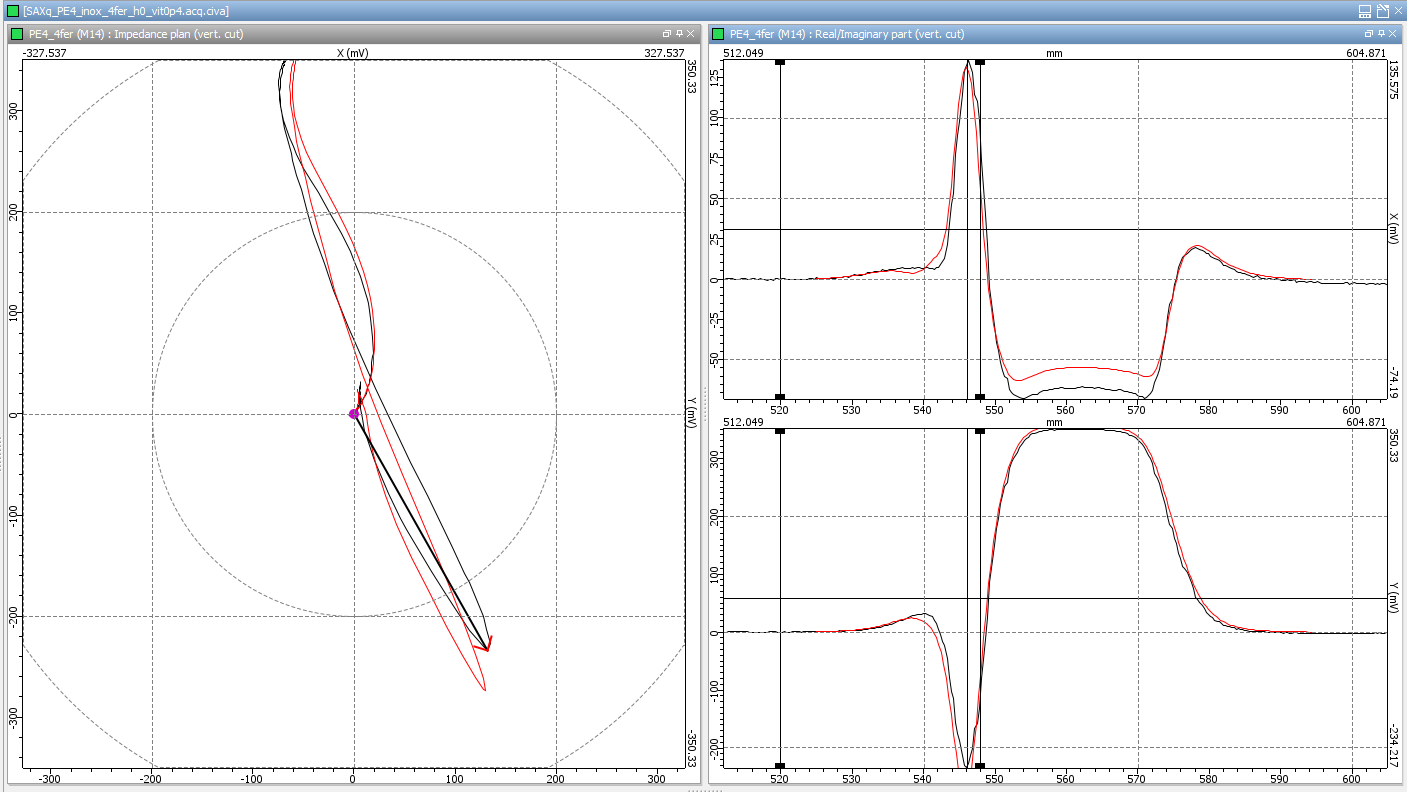 [SAXq_PE4_inox_4fer_h0_vit0p4.acq.civa]
PE4_4fer (M14) : Impedance plan (vert. cut)
-327.537 X (mV) 327.537
350.33
300
200
100
0
-100
-200
-300
Y (mV)
-350.33
-300 -200 -100 0 100 200 300
PE4_4fer (M14) : Real/Imaginary part (vert. cut)
512.049 mm 604.871
135.575
125
100
75
50
25
0
-25
-50
X (mV)
-74.19
520 530 540 550 560 570 580 590 600
512.049 mm 604.871
350.33
300
200
100
0
-100
-200
Y (mV)
-234.217
520 530 540 550 560 570 580 590 600